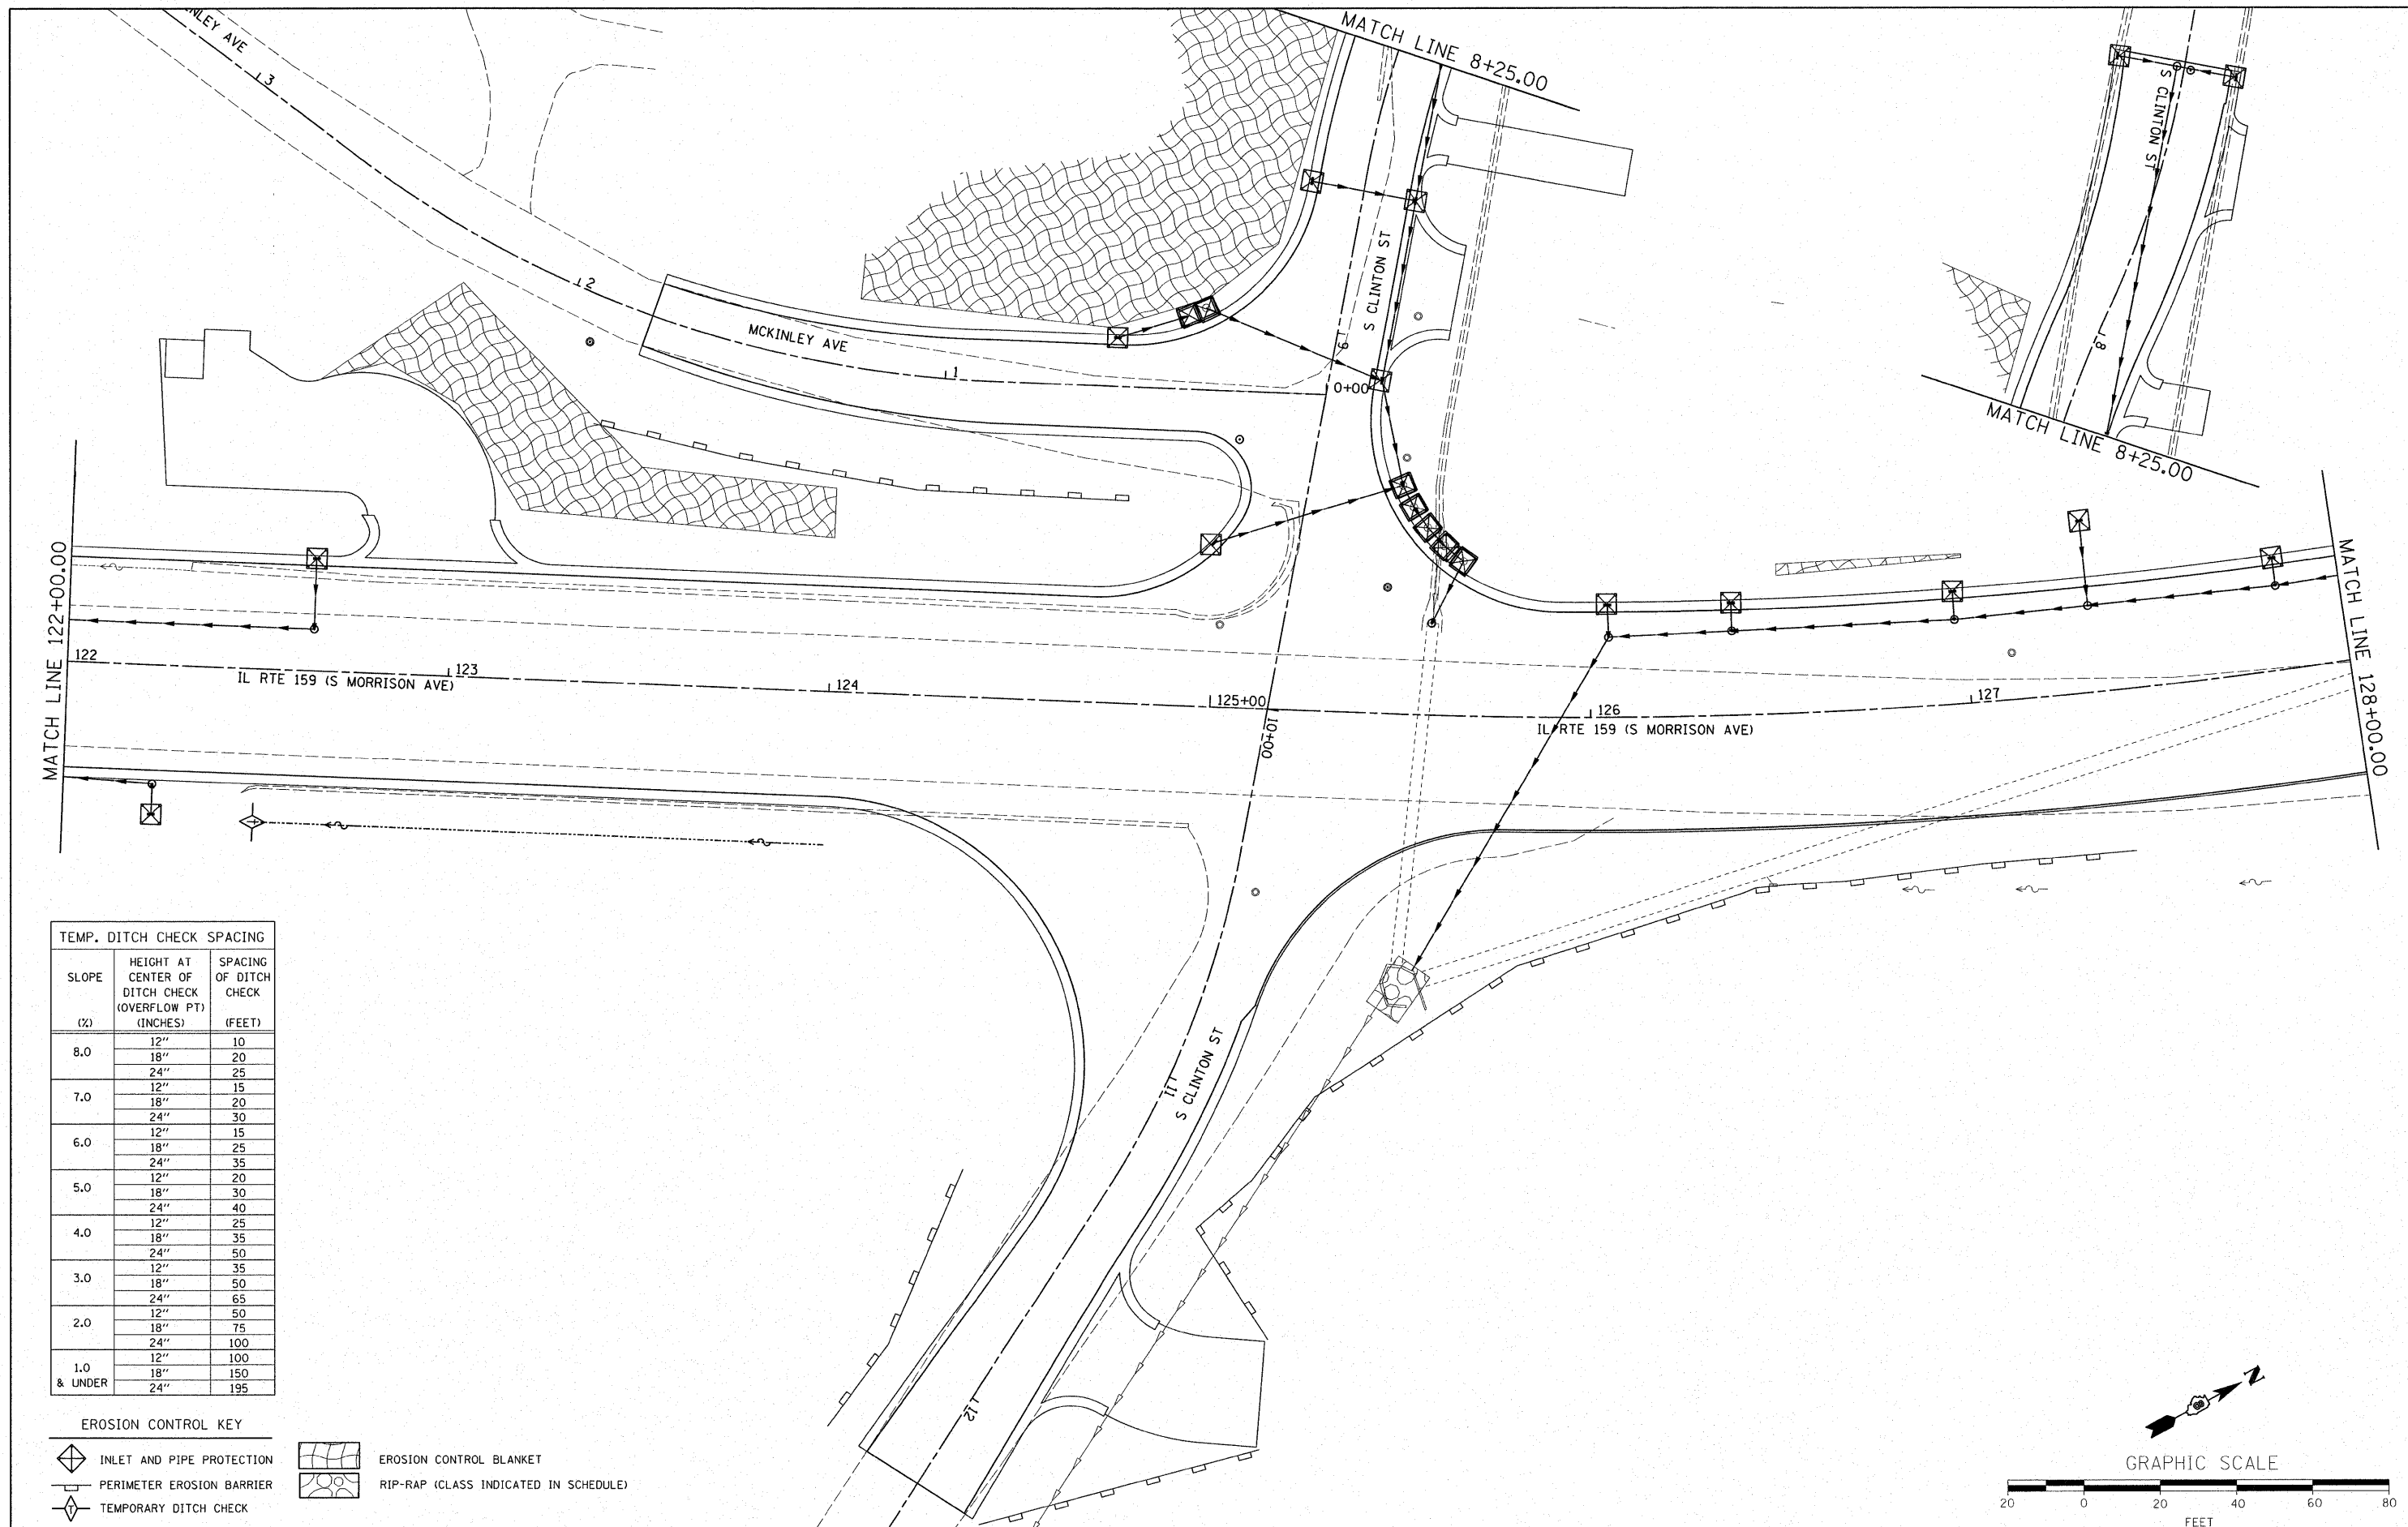 NLEY AVE
3
2
MCKINLEY AVE
1
MATCH LINE 8+25.00
S CLINTON ST
9
0+00
S CLINTON ST
8
MATCH LINE 8+25.00
MATCH LINE 122+00.00
122
123
IL RTE 159 (S MORRISON AVE)
124
125+00
10+00
126
IL RTE 159 (S MORRISON AVE)
127
MATCH LINE 128+00.00
11
S CLINTON ST
12
TEMP. DITCH CHECK SPACING
SLOPE HEIGHT AT SPACING
CENTER OF OF DITCH
DITCH CHECK CHECK
(OVERFLOW PT)
(%) (INCHES) (FEET)
8.0 12" 10
18" 20
24" 25
7.0 12" 15
18" 20
24" 30
6.0 12" 15
18" 25
24" 35
5.0 12" 20
18" 30
24" 40
4.0 12" 25
18" 35
24" 50
3.0 12" 35
18" 50
24" 65
2.0 12" 50
18" 75
24" 100
1.0 12" 100
& UNDER 18" 150
24" 195
EROSION CONTROL KEY
INLET AND PIPE PROTECTION
PERIMETER EROSION BARRIER
T TEMPORARY DITCH CHECK
EROSION CONTROL BLANKET
RIP-RAP (CLASS INDICATED IN SCHEDULE)
N
GRAPHIC SCALE
20 0 20 40 60 80
FEET